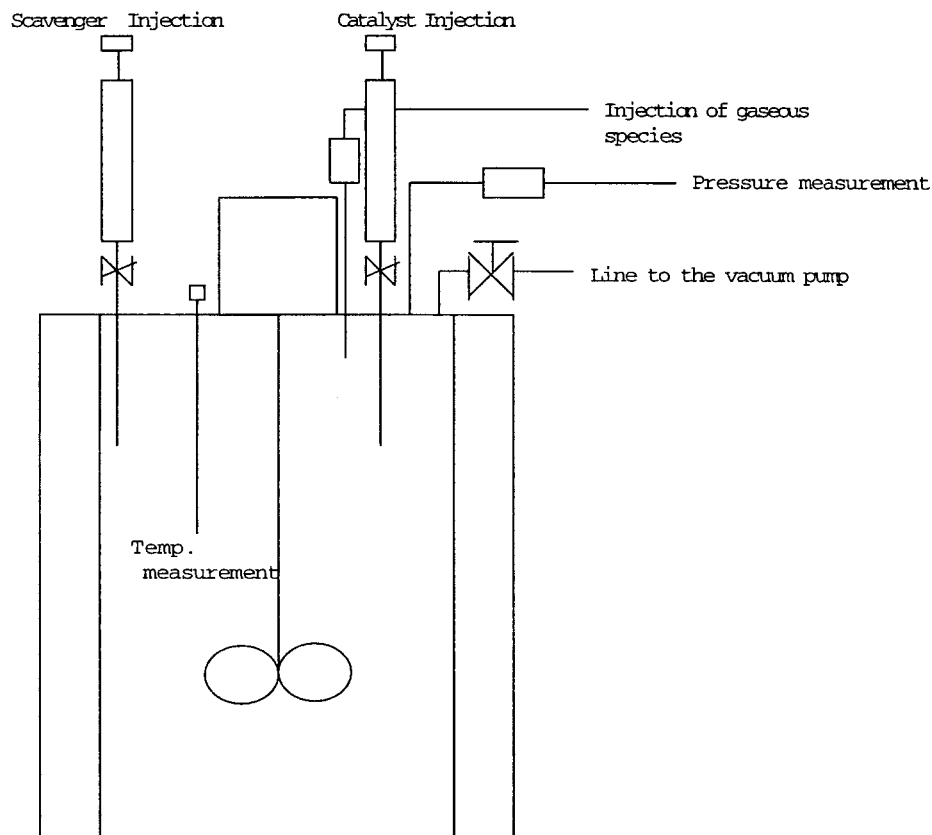 Scavenger Injection
Catalyst Injection
Injection of gaseous
species
Pressure measurement
Line to the vacuum pump
Temp.
measurement